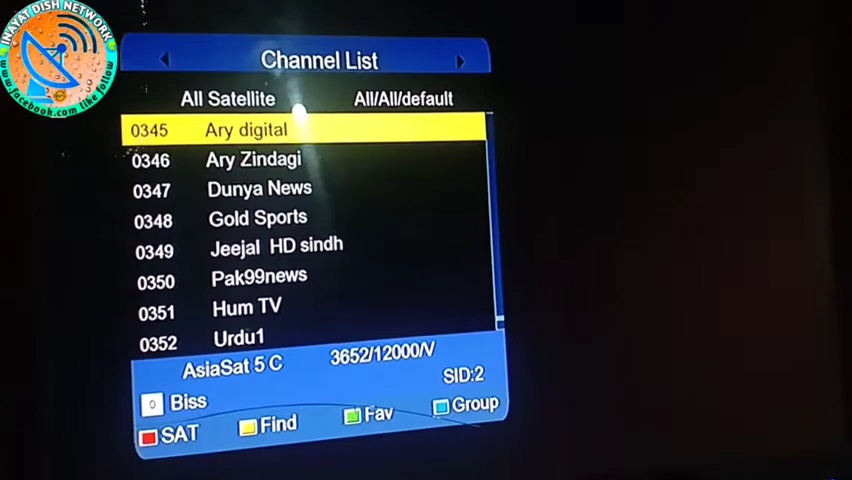 INAYAT DISH NETWORK
www.facebook.com like follow
Channel List
All Satellite All/All/default
0345 Ary digital
0346 Ary Zindagi
0347 Dunya News
0348 Gold Sports
0349 Jeejal HD sindh
0350 Pak99news
0351 Hum TV
0352 Urdu1
AsiaSat 5 C 3652/12000/V
SID:2
0 Biss
SAT Find Fav Group